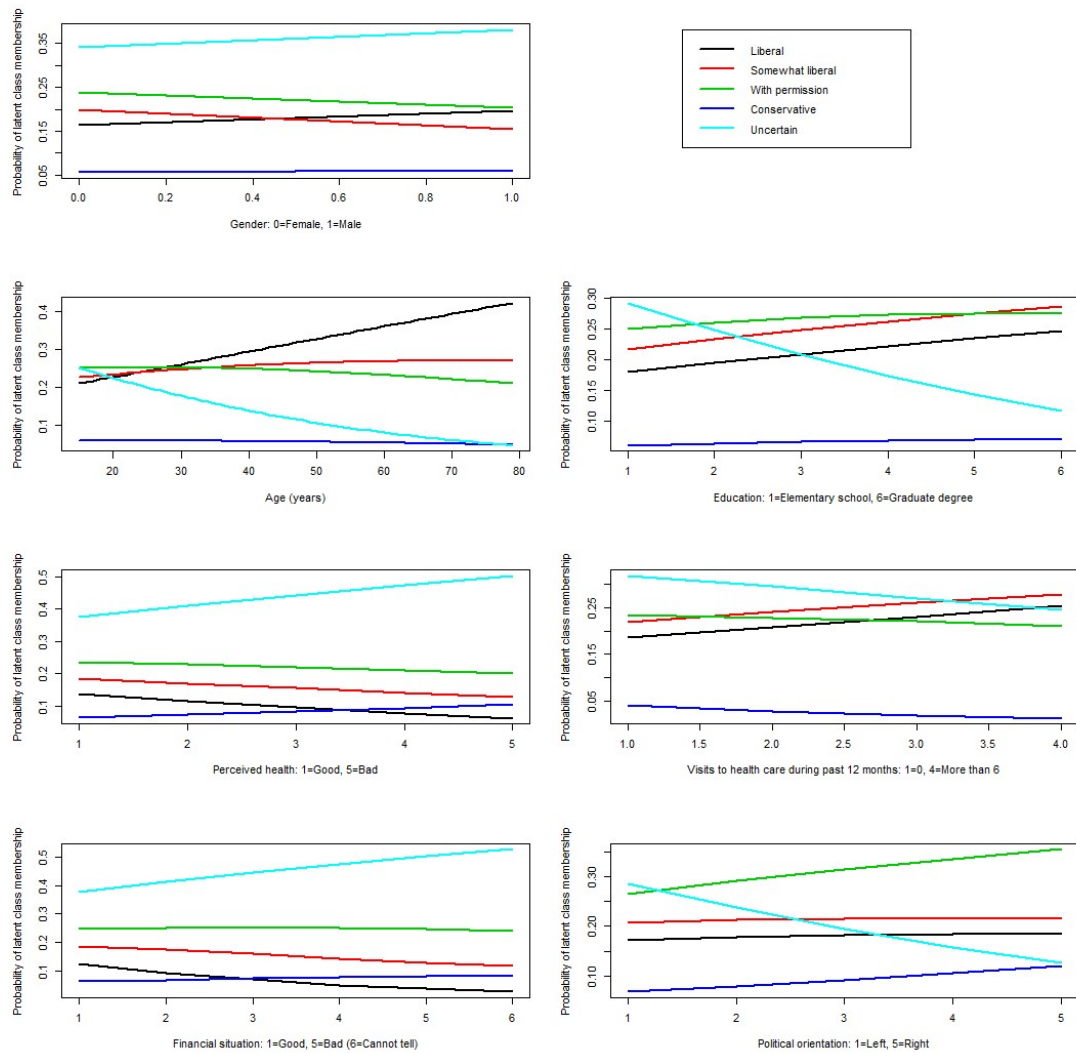 Probability of latent class membership
0.05 0.15 0.25 0.35
0.0 0.2 0.4 0.6 0.8 1.0
Gender: 0=Female, 1=Male
Liberal
Somewhat liberal
With permission
Conservative
Uncertain
Probability of latent class membership
0.1 0.2 0.3 0.4
20 30 40 50 60 70 80
Age (years)
Probability of latent class membership
0.10 0.15 0.20 0.25 0.30
1 2 3 4 5 6
Education: 1=Elementary school, 6=Graduate degree
Probability of latent class membership
0.1 0.2 0.3 0.4 0.5
1 2 3 4 5
Perceived health: 1=Good, 5=Bad
Probability of latent class membership
0.05 0.15 0.25
1.0 1.5 2.0 2.5 3.0 3.5 4.0
Visits to health care during past 12 months: 1=0, 4=More than 6
Probability of latent class membership
0.1 0.2 0.3 0.4 0.5
1 2 3 4 5 6
Financial situation: 1=Good, 5=Bad (6=Cannot tell)
Probability of latent class membership
0.10 0.20 0.30
1 2 3 4 5
Political orientation: 1=Left, 5=Right